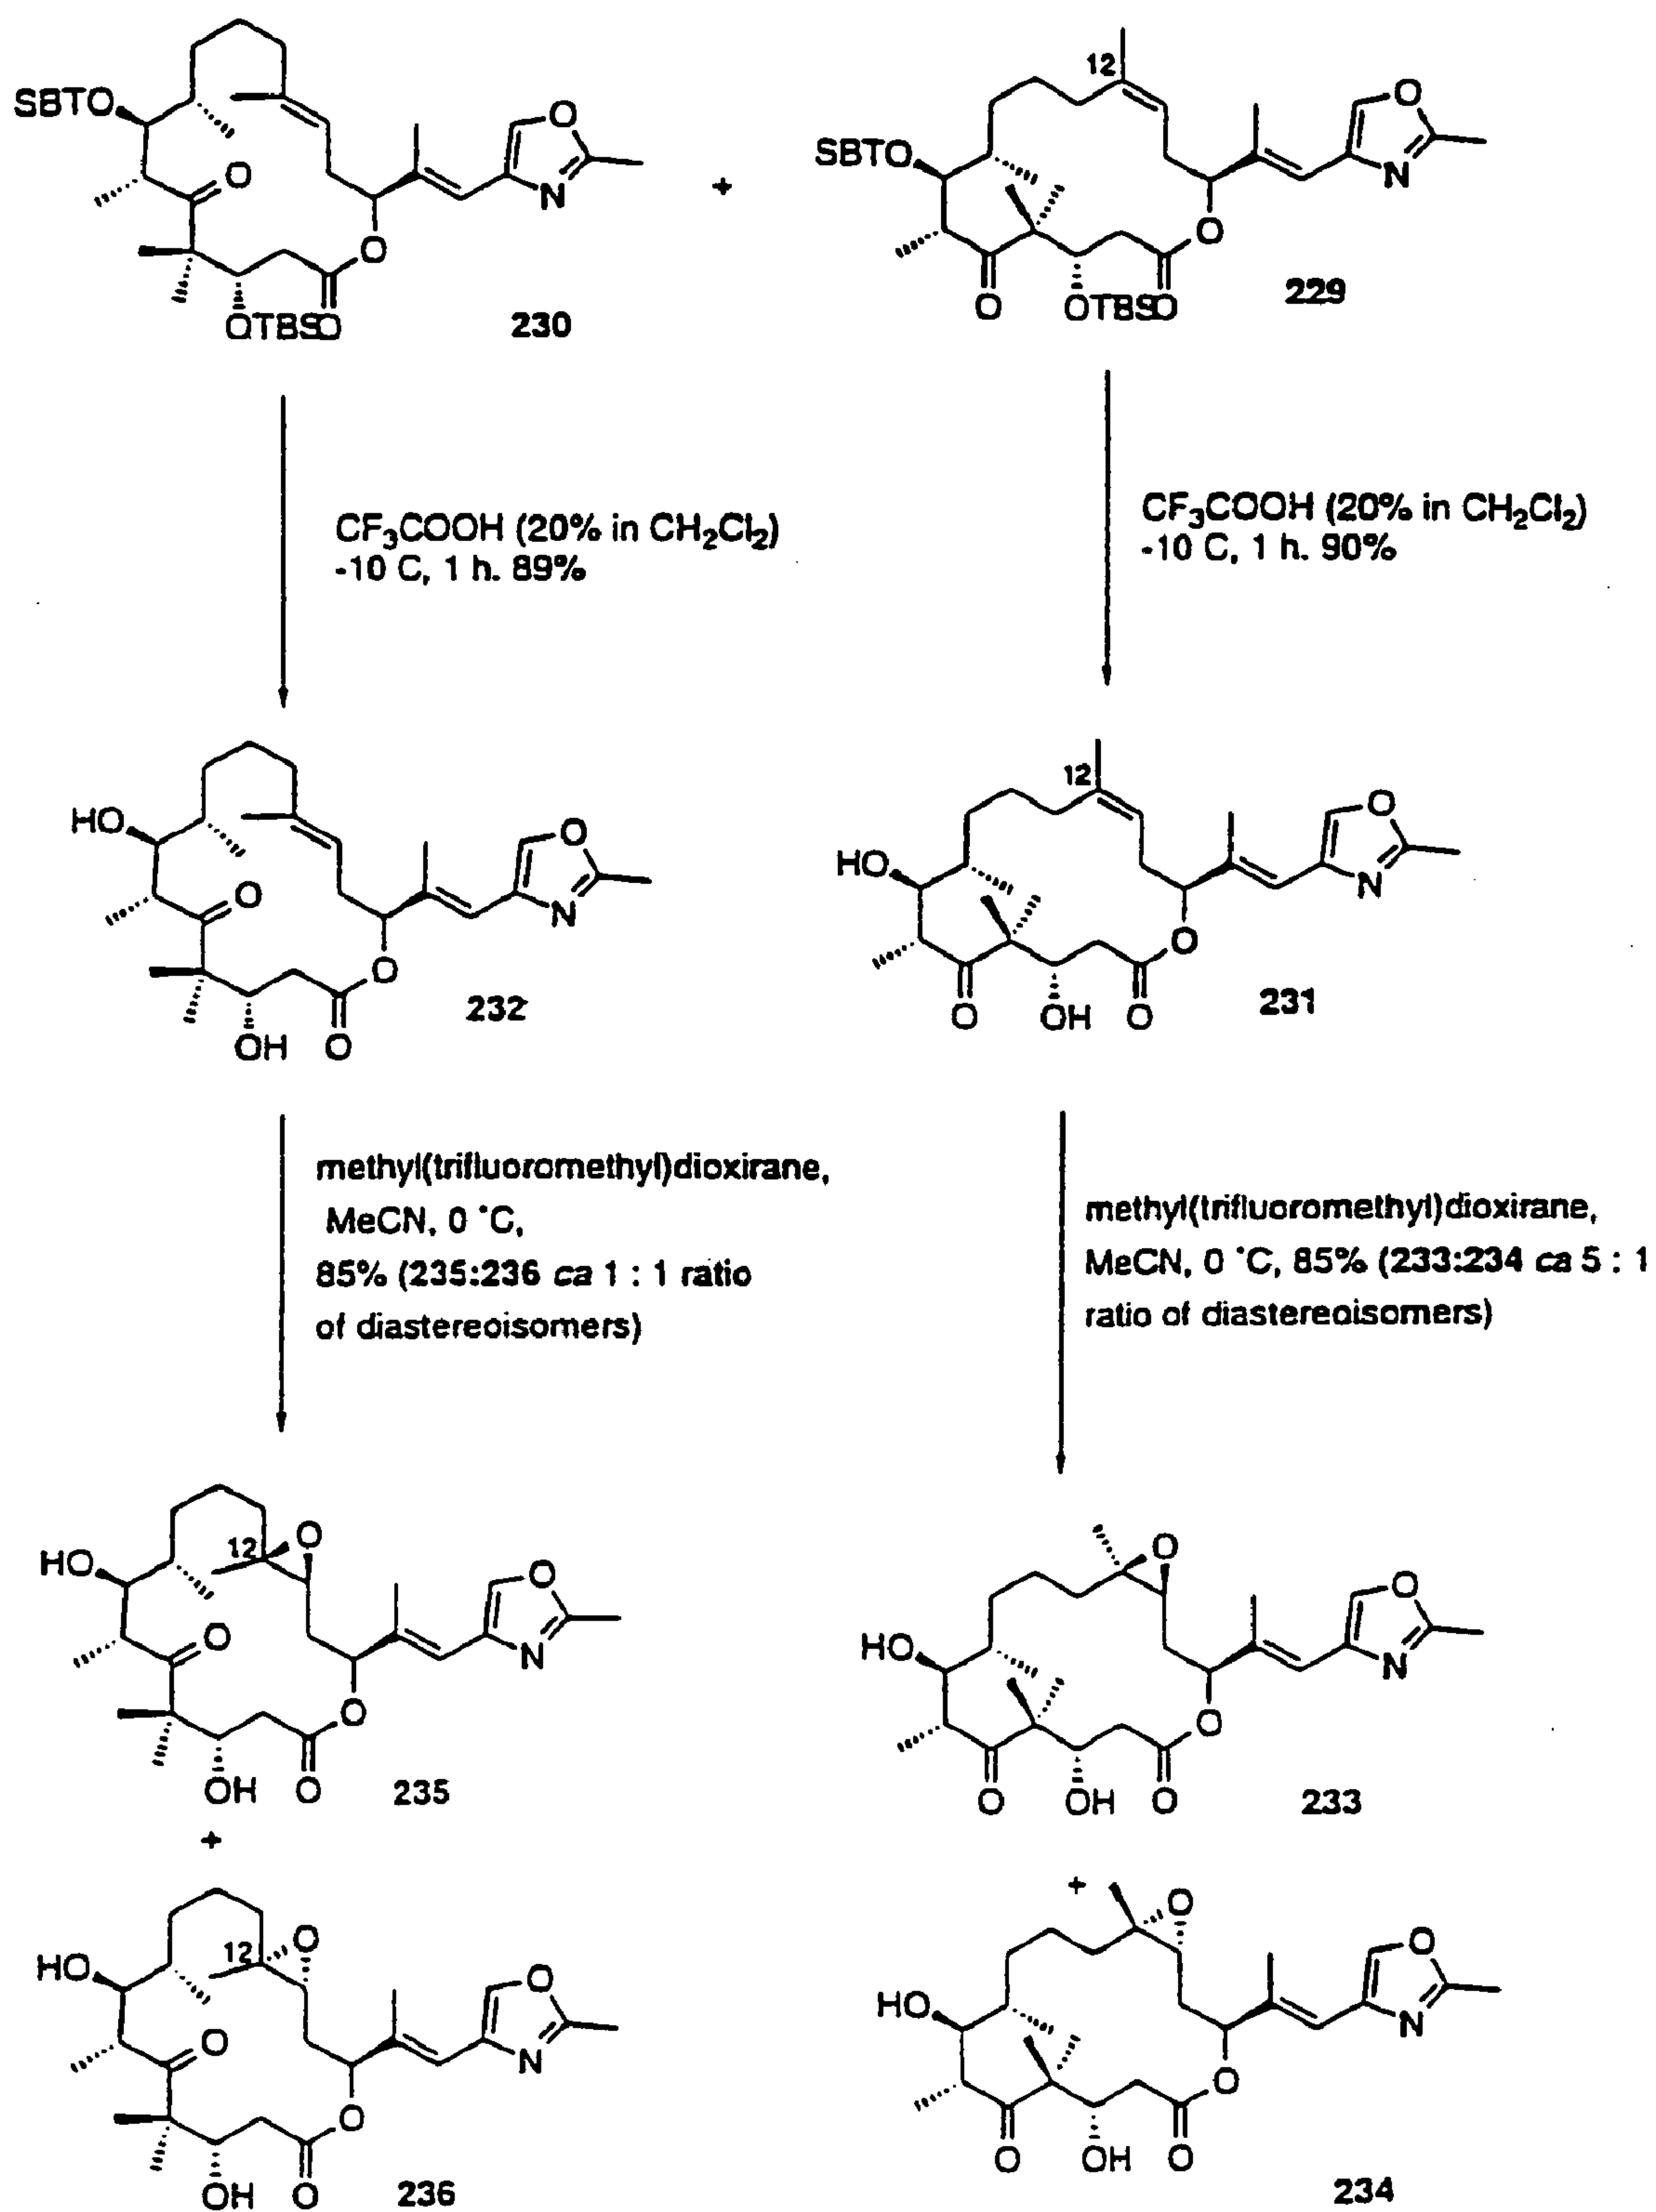 SBTO
O
O
N
O
O
OTBSO
230
+
12
SBTO
O
N
O
O
OTBSO
229
CF3COOH (20% in CH2Cl2)
-10 C, 1 h. 89%
CF3COOH (20% in CH2Cl2)
-10 C, 1 h. 90%
HO
O
O
N
O
OH
O
232
12
HO
O
N
O
O
OH
O
231
methyl(trifluoromethyl)dioxirane,
MeCN, 0 °C,
85% (235:236 ca 1 : 1 ratio
of diastereoisomers)
methyl(trifluoromethyl)dioxirane,
MeCN, 0 °C, 85% (233:234 ca 5 : 1
ratio of diastereoisomers)
12
O
HO
O
O
N
O
OH
O
235
O
HO
O
N
O
O
OH
O
233
+
12
O
HO
O
O
N
O
OH
O
236
+
O
HO
O
N
O
O
OH
O
234